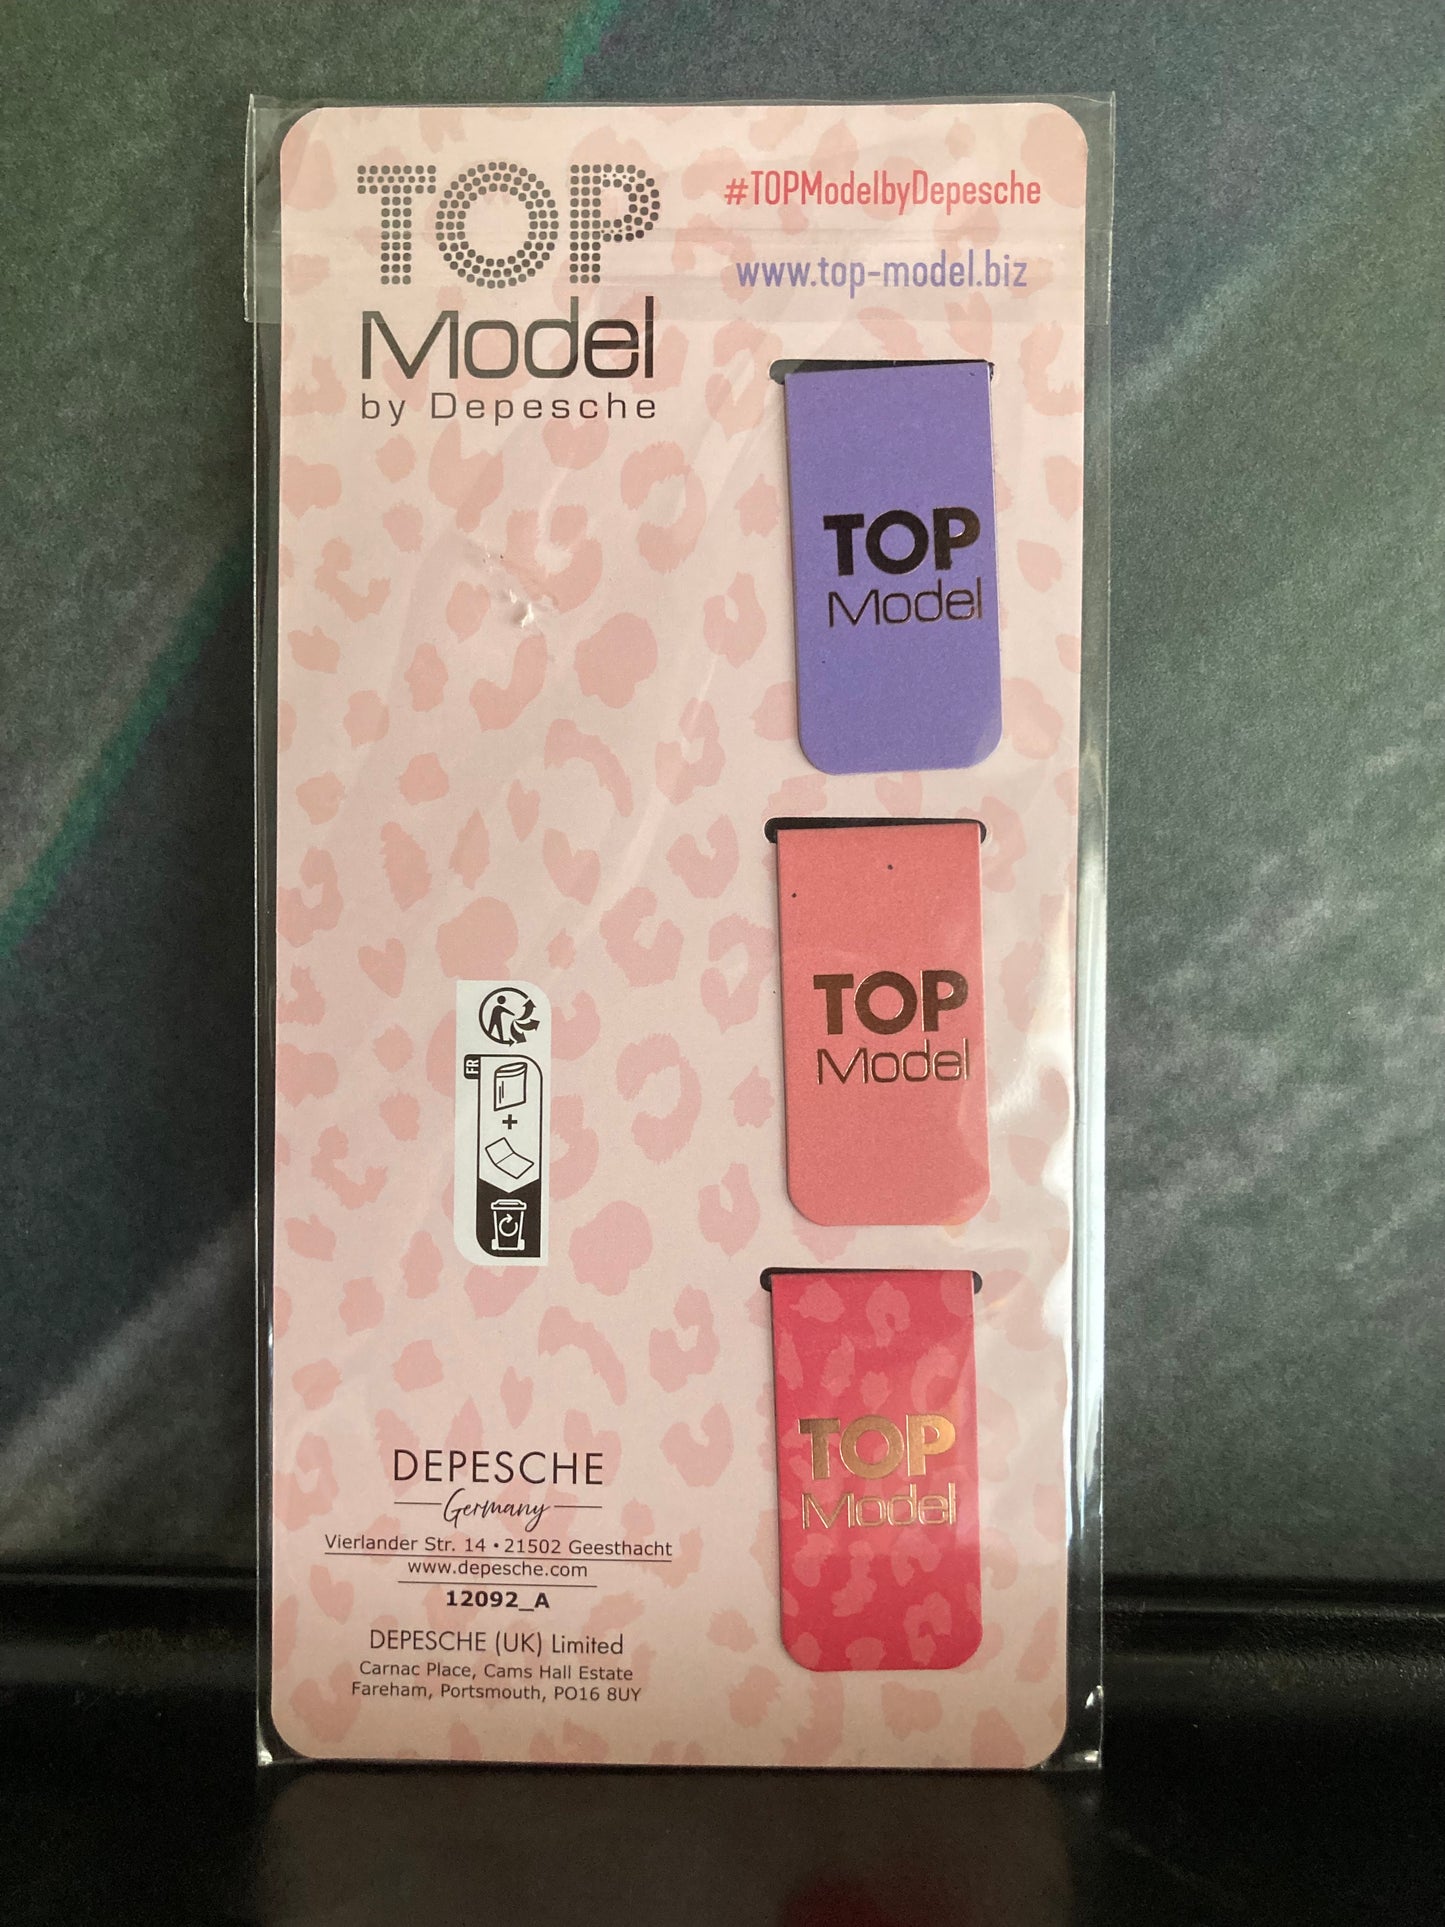 TOP
Model
by Depesche
#TOPModelbyDepesche
www.top-model.biz
TOP
Model
TOP
Model
FR
+
TOP
Model
DEPESCHE
Germany
Vierlander Str. 14 • 21502 Geesthacht
www.depesche.com
12092_A
DEPESCHE (UK) Limited
Carnac Place, Cams Hall Estate
Fareham, Portsmouth, PO16 8UY